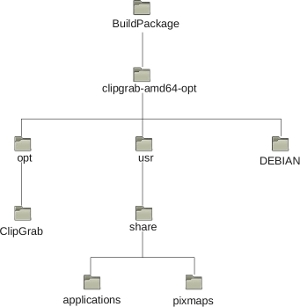 BuildPackage
clipgrab-amd64-opt
opt
usr
DEBIAN
ClipGrab
share
applications
pixmaps